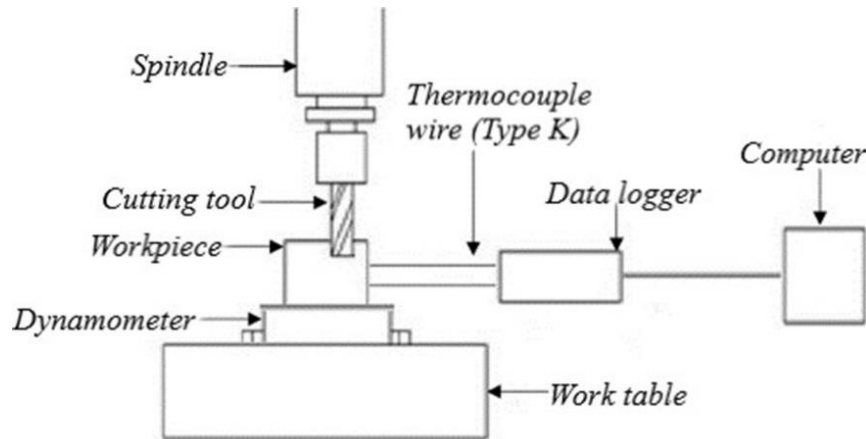 Spindle
Thermocouple
wire (Type K)
Computer
Cutting tool
Data logger
Workpiece
Dynamometer
Work table